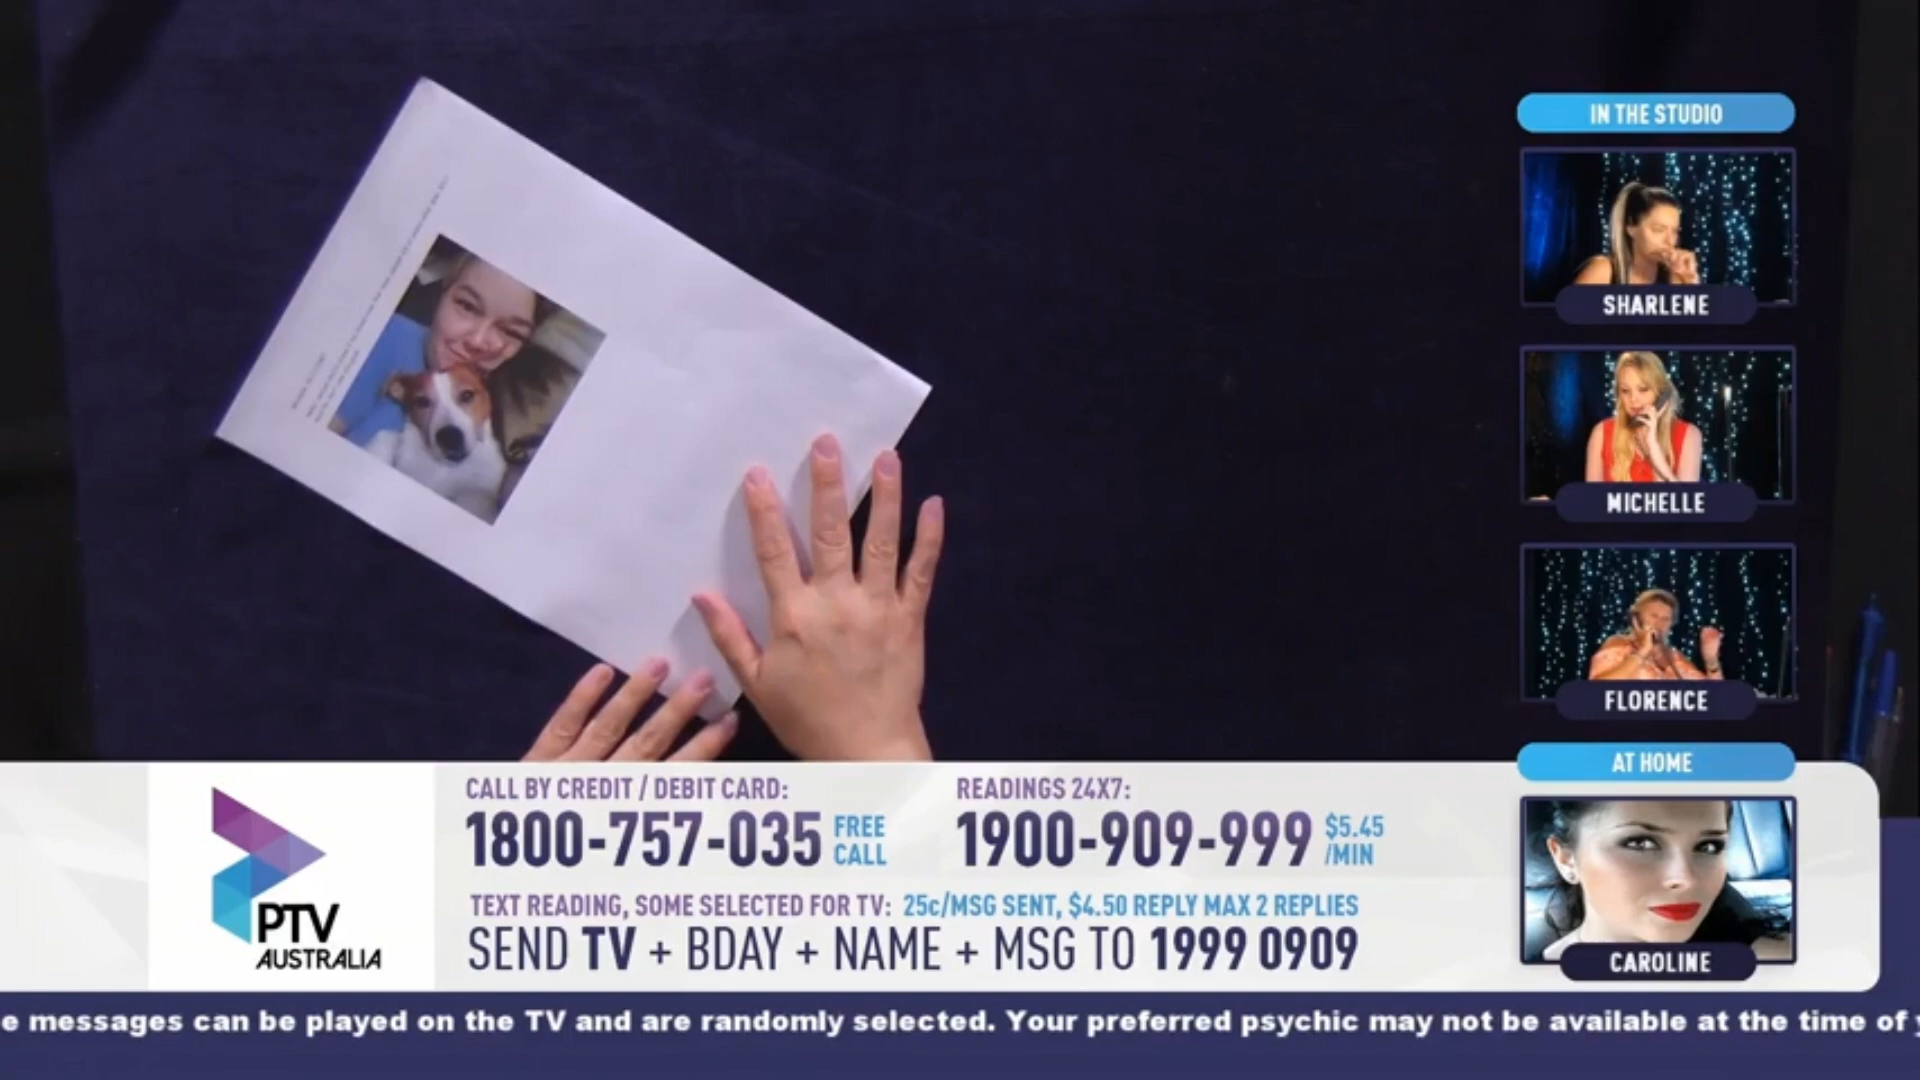 IN THE STUDIO
SHARLENE
MICHELLE
FLORENCE
AT HOME
CAROLINE
PTV
AUSTRALIA
CALL BY CREDIT / DEBIT CARD:
1800-757-035 FREE CALL
READINGS 24X7:
1900-909-999 $5.45 /MIN
TEXT READING, SOME SELECTED FOR TV: 25c/MSG SENT, $4.50 REPLY MAX 2 REPLIES
SEND TV + BDAY + NAME + MSG TO 1999 0909
e messages can be played on the TV and are randomly selected. Your preferred psychic may not be available at the time of